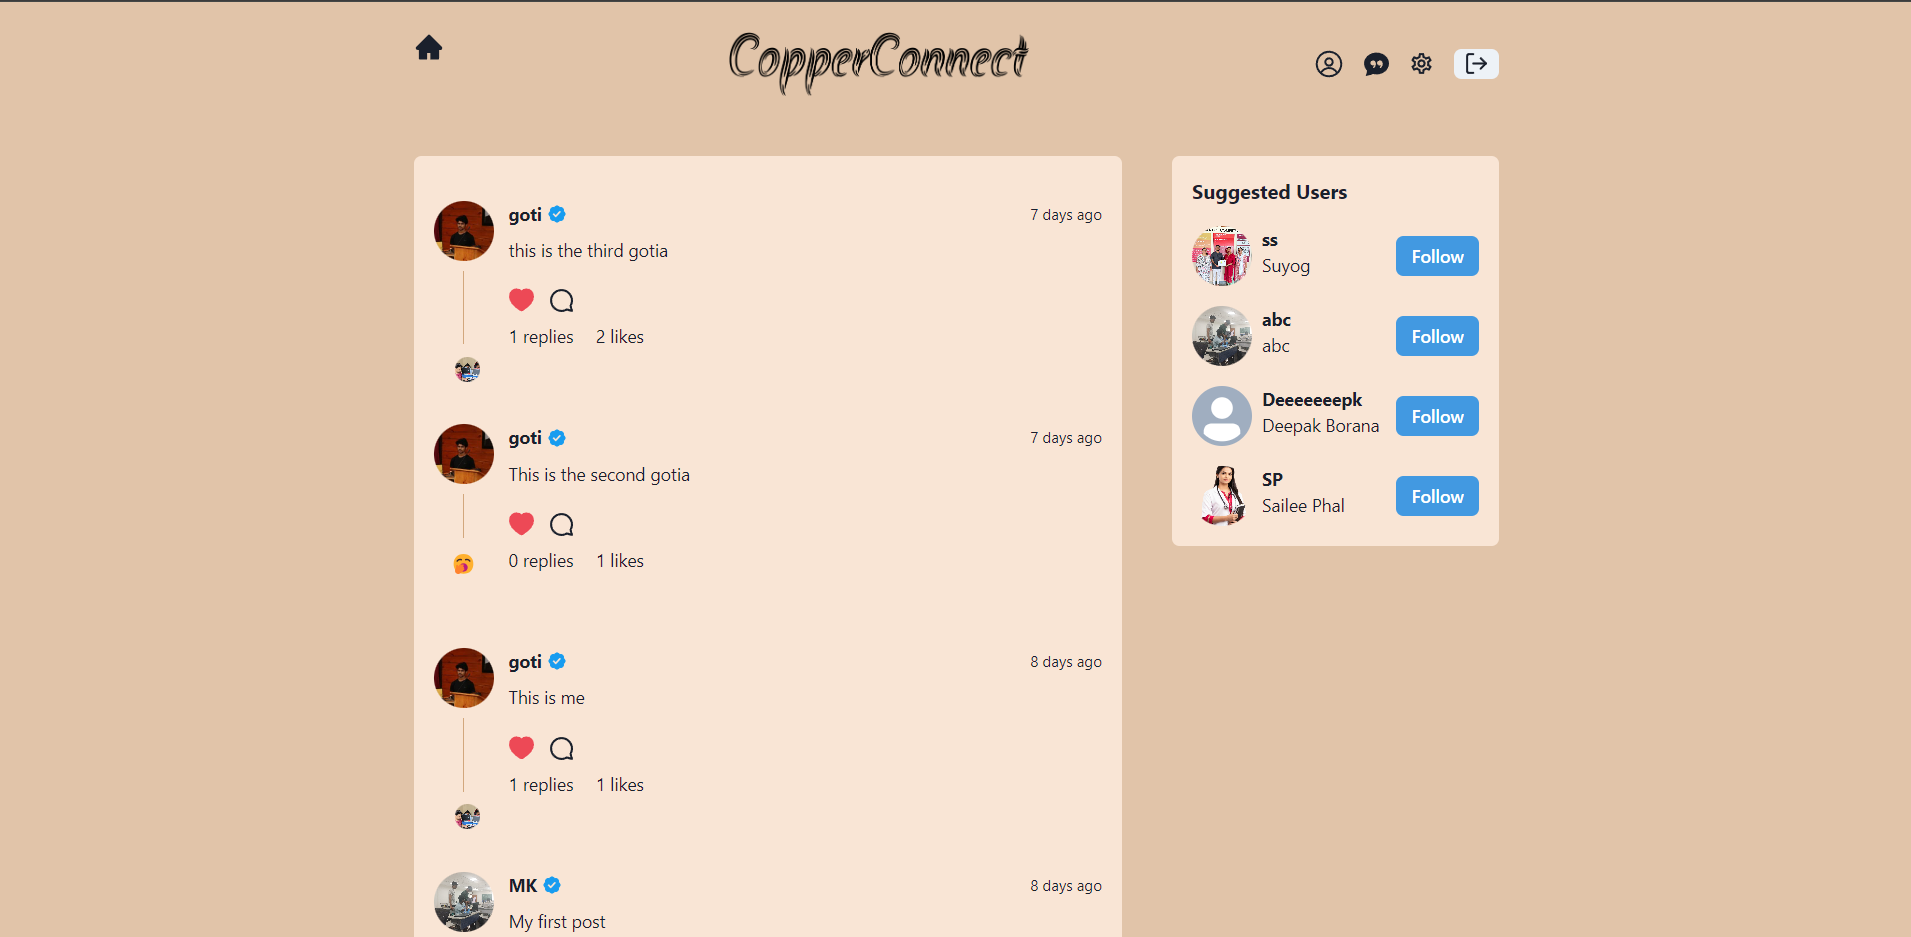 CopperConnect
goti
7 days ago
this is the third gotia
1 replies 2 likes
goti
7 days ago
This is the second gotia
0 replies 1 likes
goti
8 days ago
This is me
1 replies 1 likes
MK
8 days ago
My first post
Suggested Users
ss
Suyog
Follow
abc
abc
Follow
Deeeeeeepk
Deepak Borana
Follow
SP
Sailee Phal
Follow